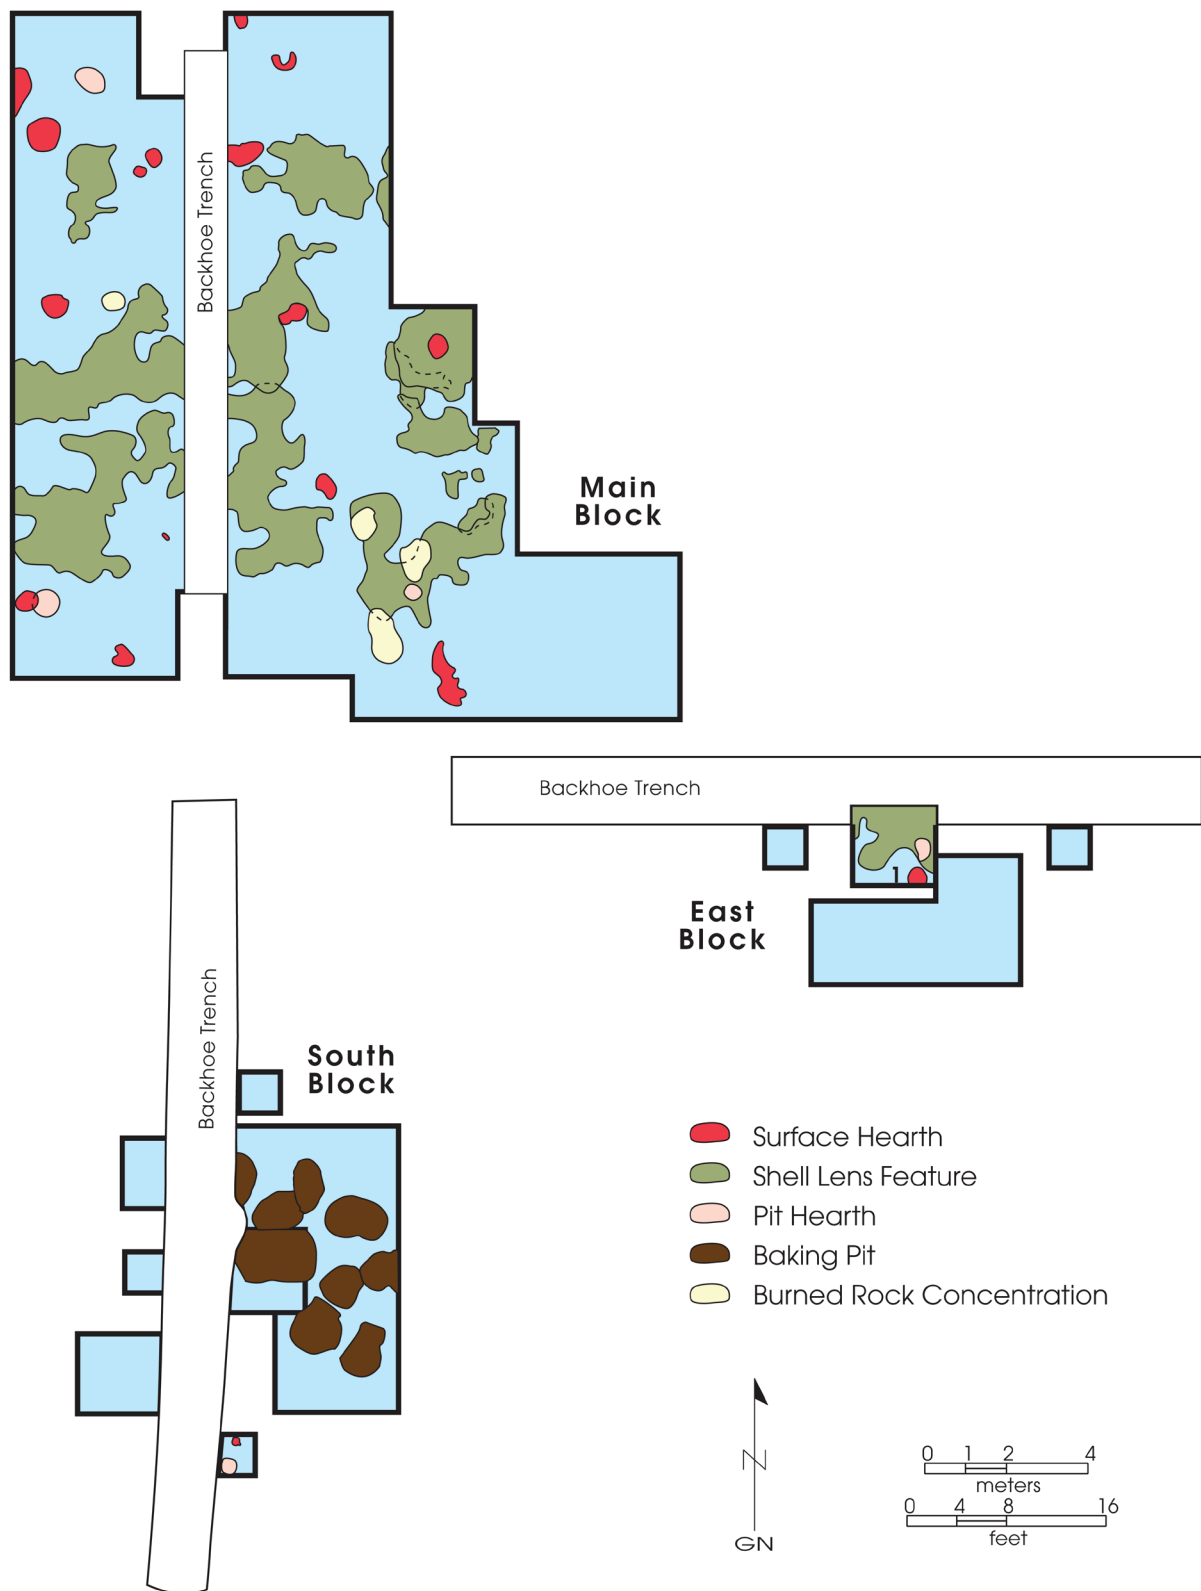 Backhoe Trench
Main
Block
Backhoe Trench
1
East
Block
Backhoe Trench
South
Block
Surface Hearth
Shell Lens Feature
Pit Hearth
Baking Pit
Burned Rock Concentration
N
GN
0 1 2 4
meters
0 4 8 16
feet